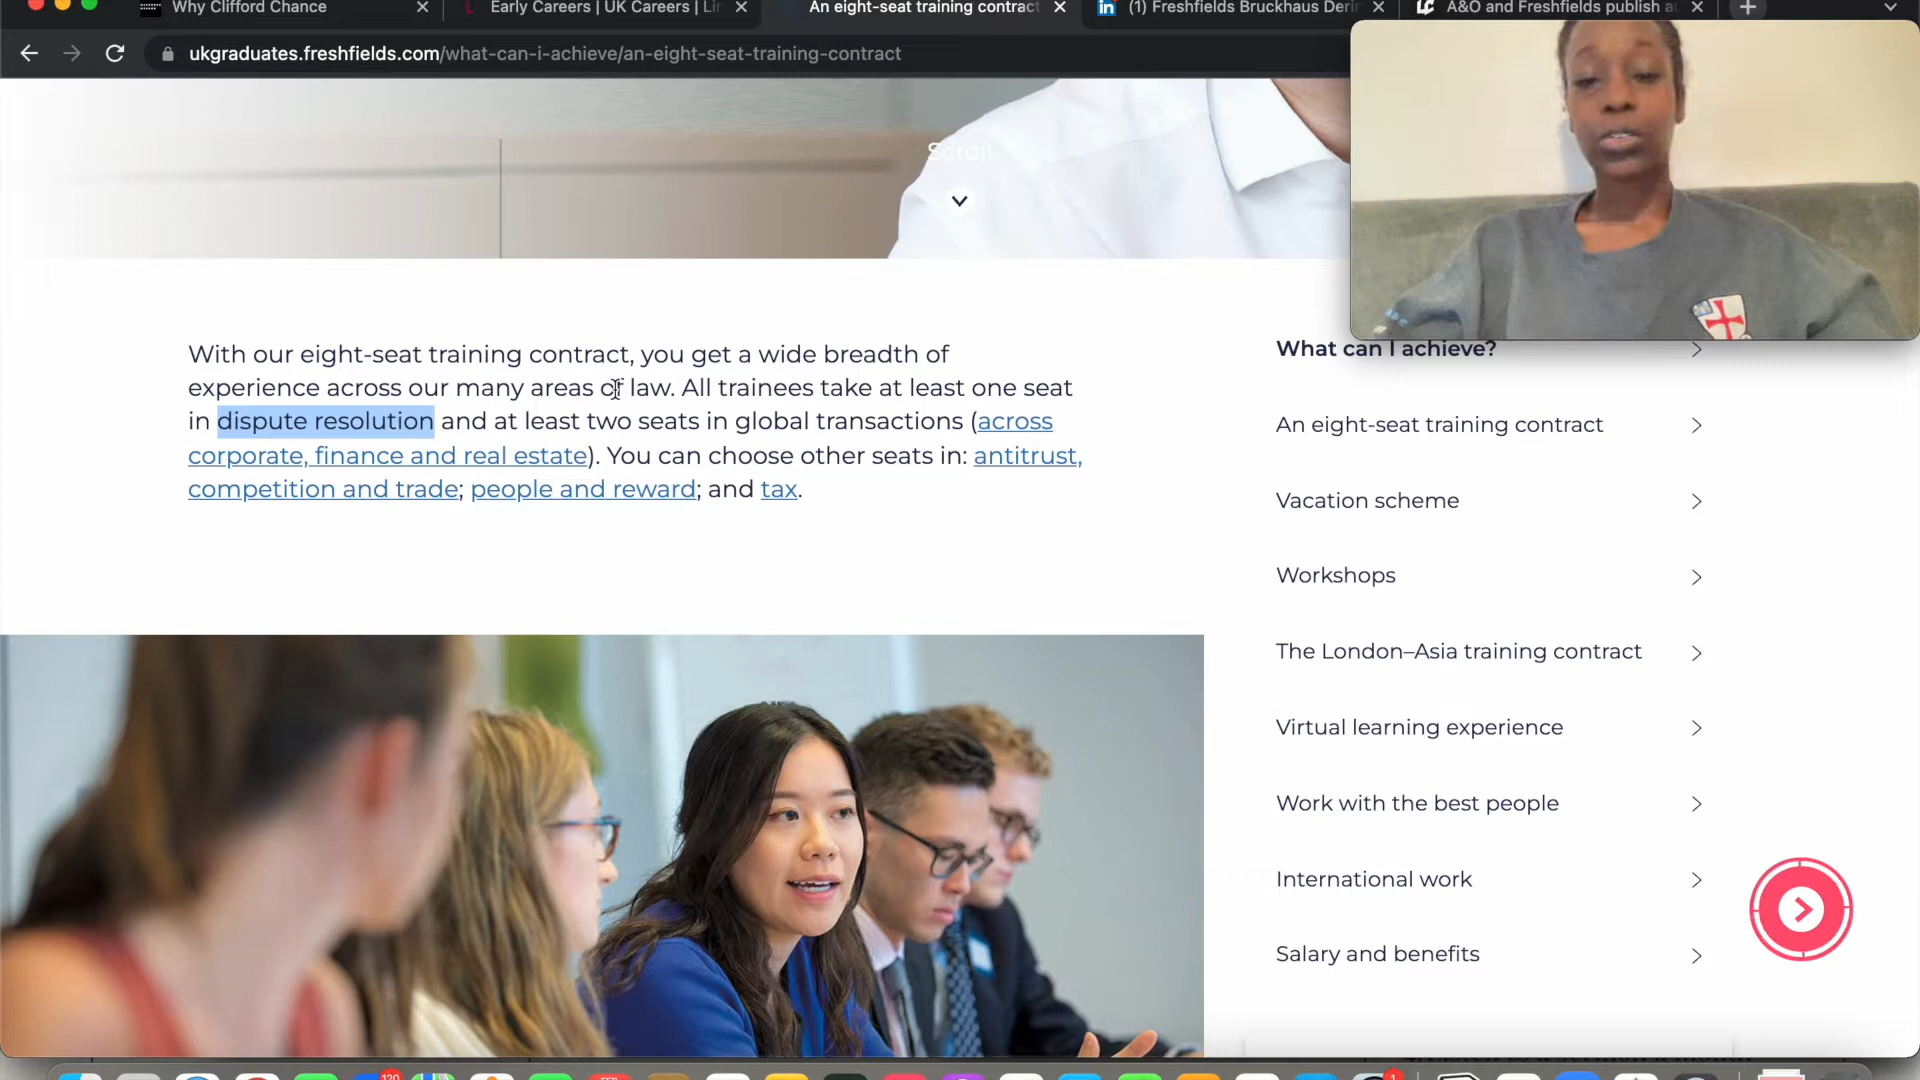 Why Clifford Chance
Early Careers | UK Careers | Lin
An eight-seat training contract
(1) Freshfields Bruckhaus Derin
A&O and Freshfields publish a
ukgraduates.freshfields.com/what-can-i-achieve/an-eight-seat-training-contract
Scroll
With our eight-seat training contract, you get a wide breadth of
experience across our many areas of law. All trainees take at least one seat
in dispute resolution and at least two seats in global transactions (across
corporate, finance and real estate). You can choose other seats in: antitrust,
competition and trade; people and reward; and tax.
What can I achieve?
An eight-seat training contract
Vacation scheme
Workshops
The London–Asia training contract
Virtual learning experience
Work with the best people
International work
Salary and benefits
120
1